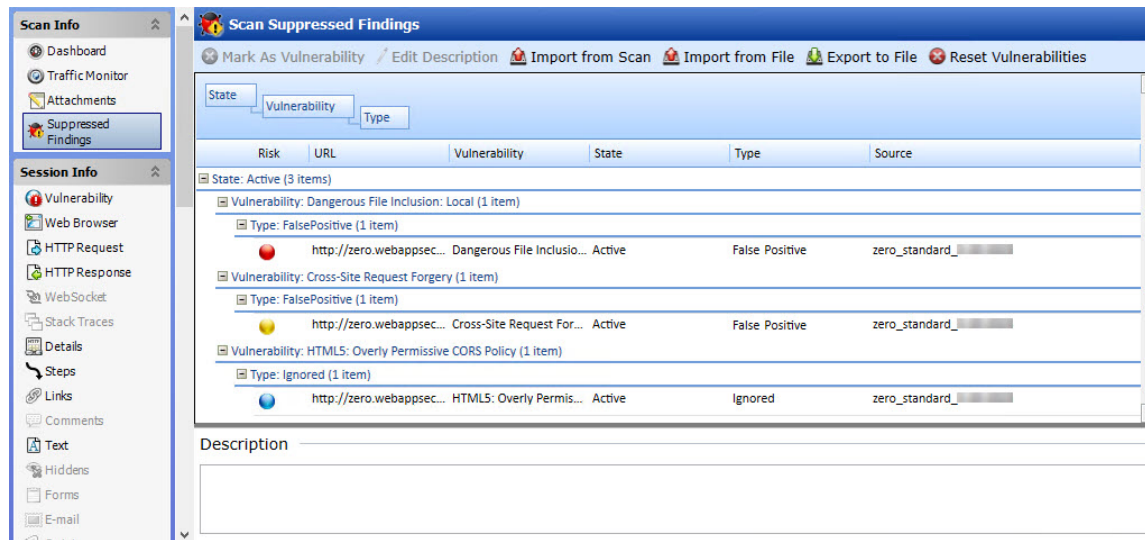 Scan Info
Dashboard
Traffic Monitor
Attachments
Suppressed
Findings
Session Info
Vulnerability
Web Browser
HTTP Request
HTTP Response
WebSocket
Stack Traces
Details
Steps
Links
Comments
Text
Hiddens
Forms
E-mail
Scan Suppressed Findings
Mark As Vulnerability Edit Description Import from Scan Import from File Export to File Reset Vulnerabilities
State
Vulnerability
Type
Risk URL Vulnerability State Type Source
State: Active (3 items)
Vulnerability: Dangerous File Inclusion: Local (1 item)
Type: FalsePositive (1 item)
http://zero.webappsec... Dangerous File Inclusio... Active False Positive zero_standard_
Vulnerability: Cross-Site Request Forgery (1 item)
Type: FalsePositive (1 item)
http://zero.webappsec... Cross-Site Request For... Active False Positive zero_standard_
Vulnerability: HTML5: Overly Permissive CORS Policy (1 item)
Type: Ignored (1 item)
http://zero.webappsec... HTML5: Overly Permis... Active Ignored zero_standard_
Description